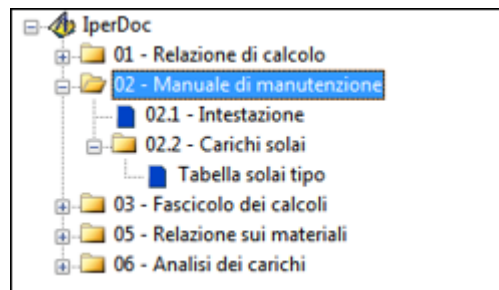 IperDoc
01 - Relazione di calcolo
02 - Manuale di manutenzione
02.1 - Intestazione
02.2 - Carichi solai
Tabella solai tipo
03 - Fascicolo dei calcoli
05 - Relazione sui materiali
06 - Analisi dei carichi